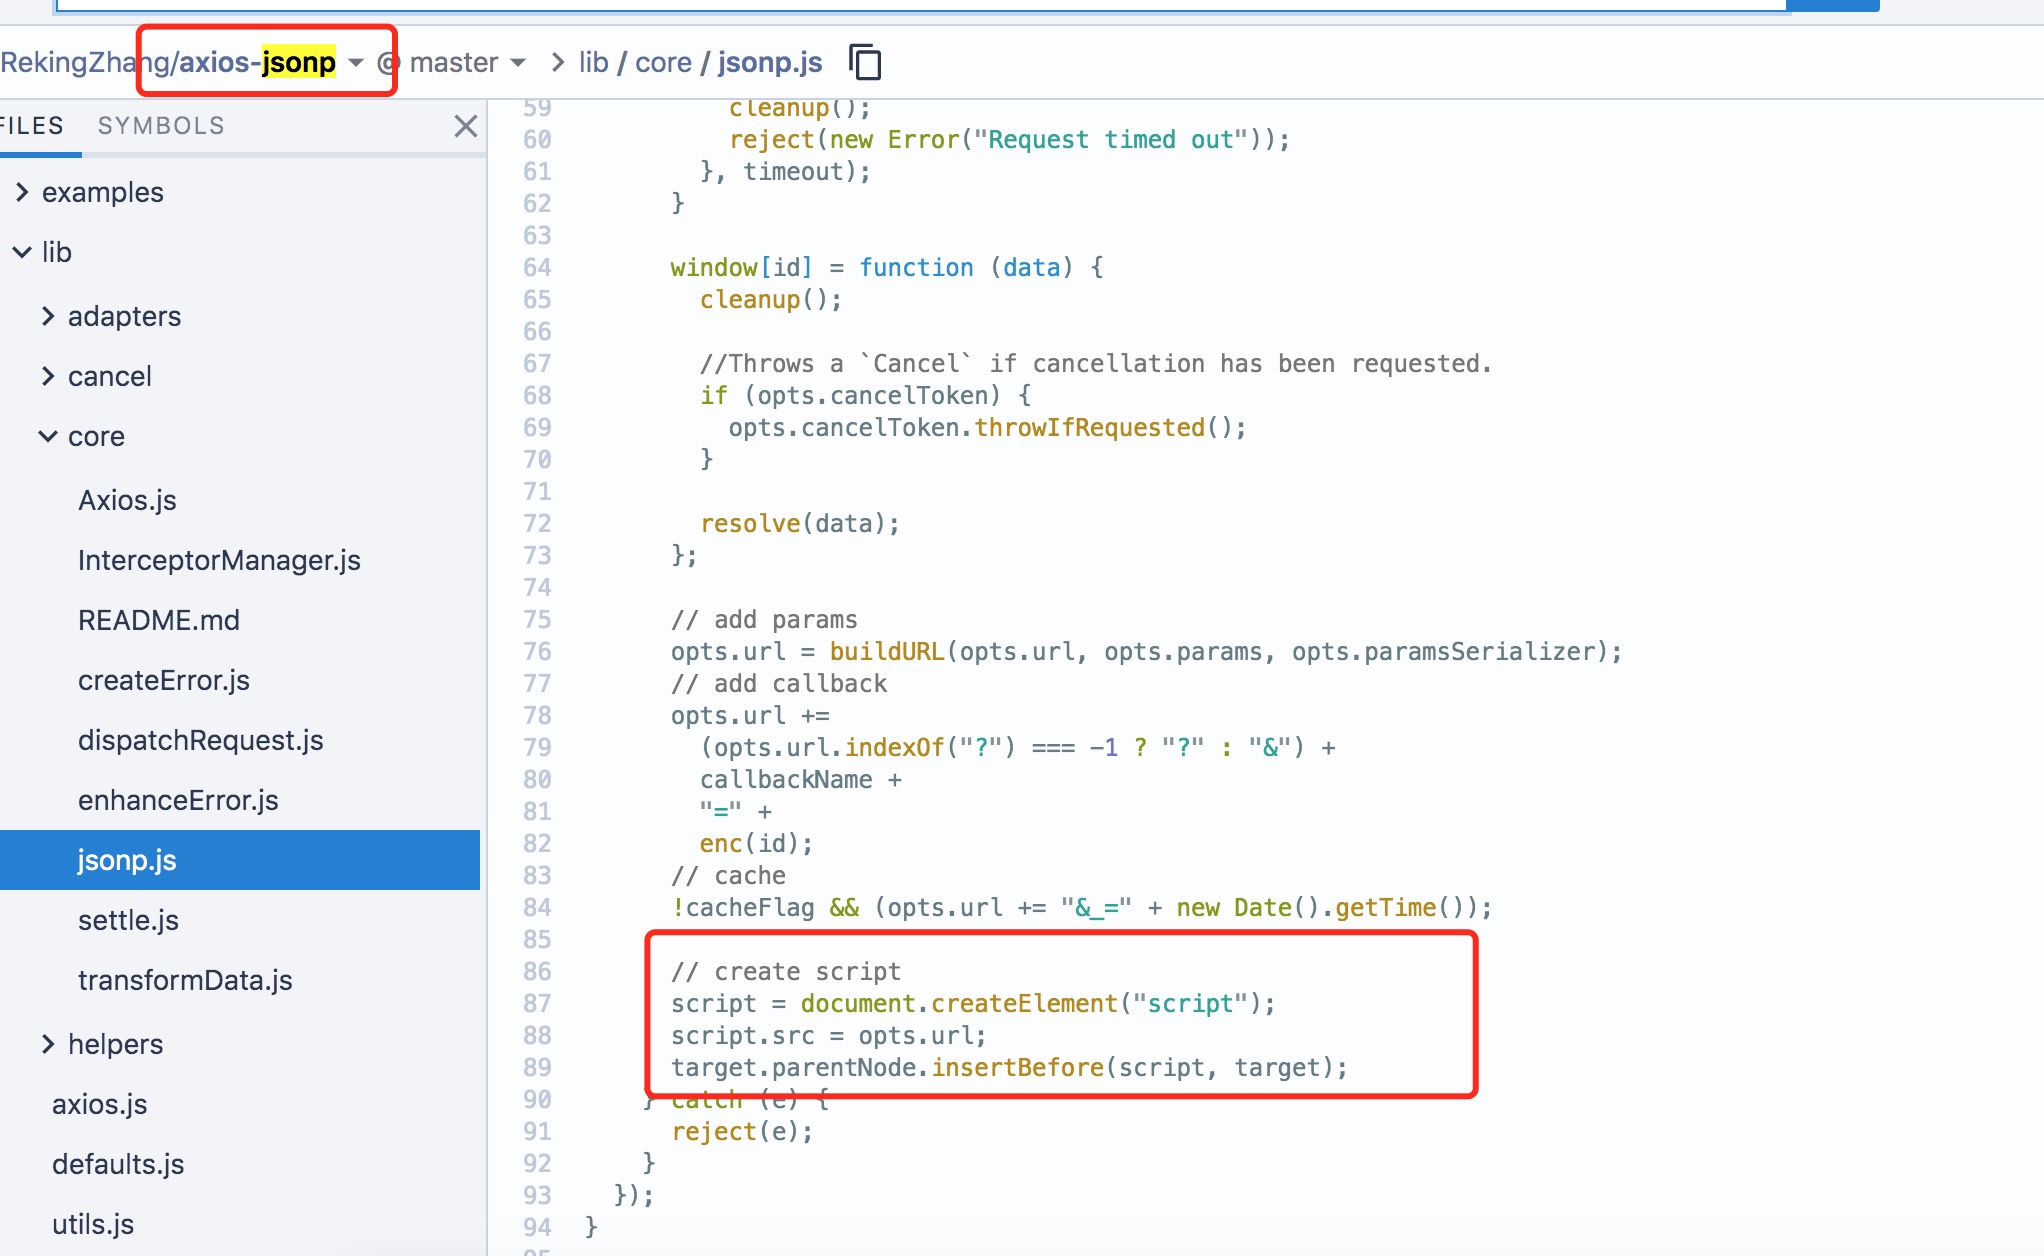 RekingZhang/axios-jsonp @ master > lib / core / jsonp.js
FILES SYMBOLS
examples
lib
adapters
cancel
core
Axios.js
InterceptorManager.js
README.md
createError.js
dispatchRequest.js
enhanceError.js
jsonp.js
settle.js
transformData.js
helpers
axios.js
defaults.js
utils.js
59 cleanup();
60 reject(new Error("Request timed out"));
61 }, timeout);
62 }
63
64 window[id] = function (data) {
65 cleanup();
66
67 //Throws a `Cancel` if cancellation has been requested.
68 if (opts.cancelToken) {
69 opts.cancelToken.throwIfRequested();
70 }
71
72 resolve(data);
73 };
74
75 // add params
76 opts.url = buildURL(opts.url, opts.params, opts.paramsSerializer);
77 // add callback
78 opts.url +=
79 (opts.url.indexOf("?") === -1 ? "?" : "&") +
80 callbackName +
81 "=" +
82 enc(id);
83 // cache
84 !cacheFlag && (opts.url += "&_=" + new Date().getTime());
85
86 // create script
87 script = document.createElement("script");
88 script.src = opts.url;
89 target.parentNode.insertBefore(script, target);
90 } catch (e) {
91 reject(e);
92 }
93 });
94 }
95